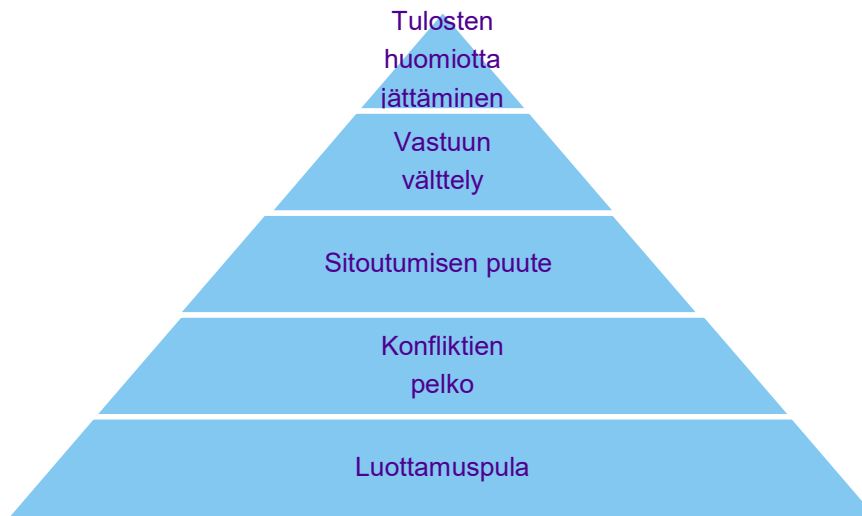 Tulosten
huomiotta
jättäminen
Vastuun
välttely
Sitoutumisen puute
Konfliktien
pelko
Luottamuspula